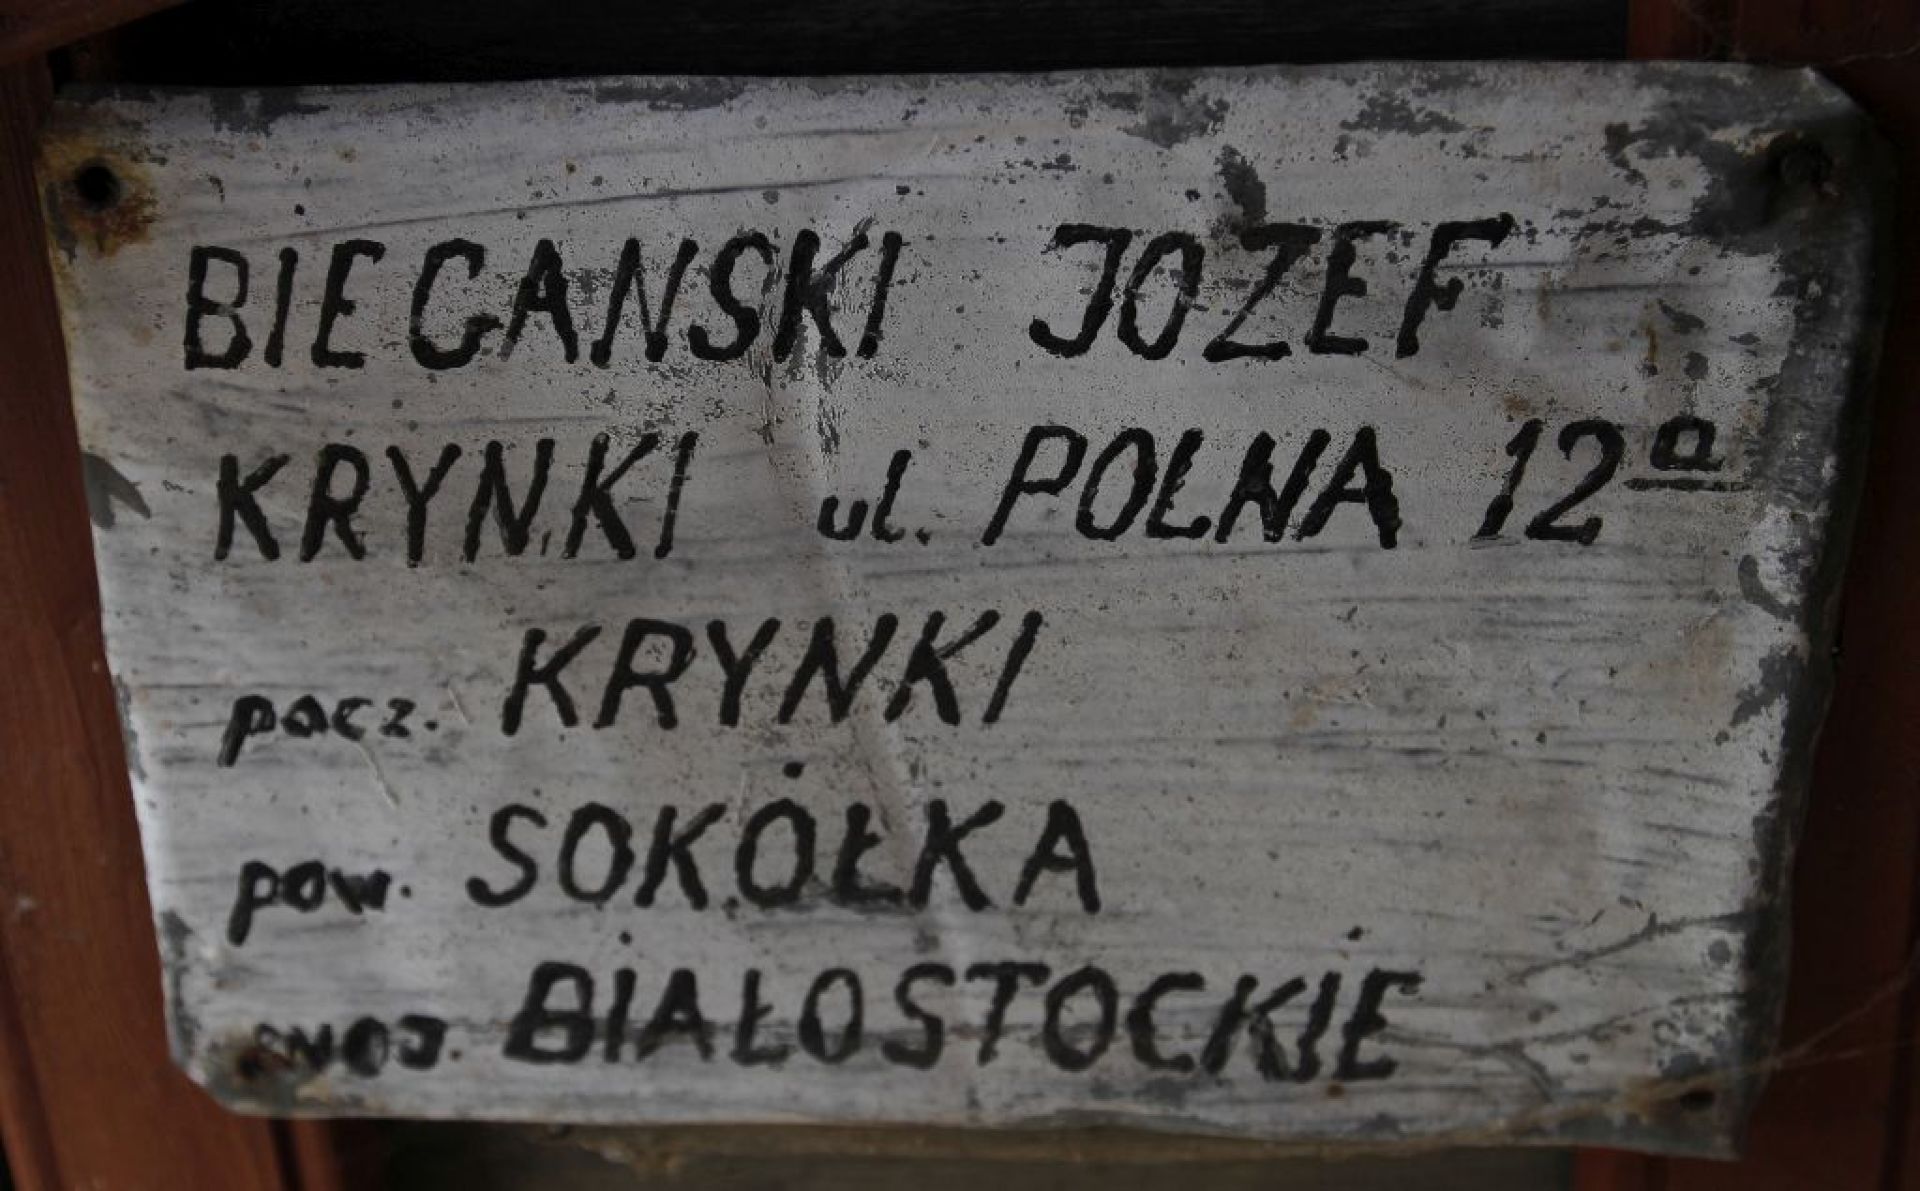 BIEGANSKI JOZEF
KRYNKI ul. POLNA 12a
pocz. KRYNKI
pow. SOKÓŁKA
woj. BIAŁOSTOCKIE